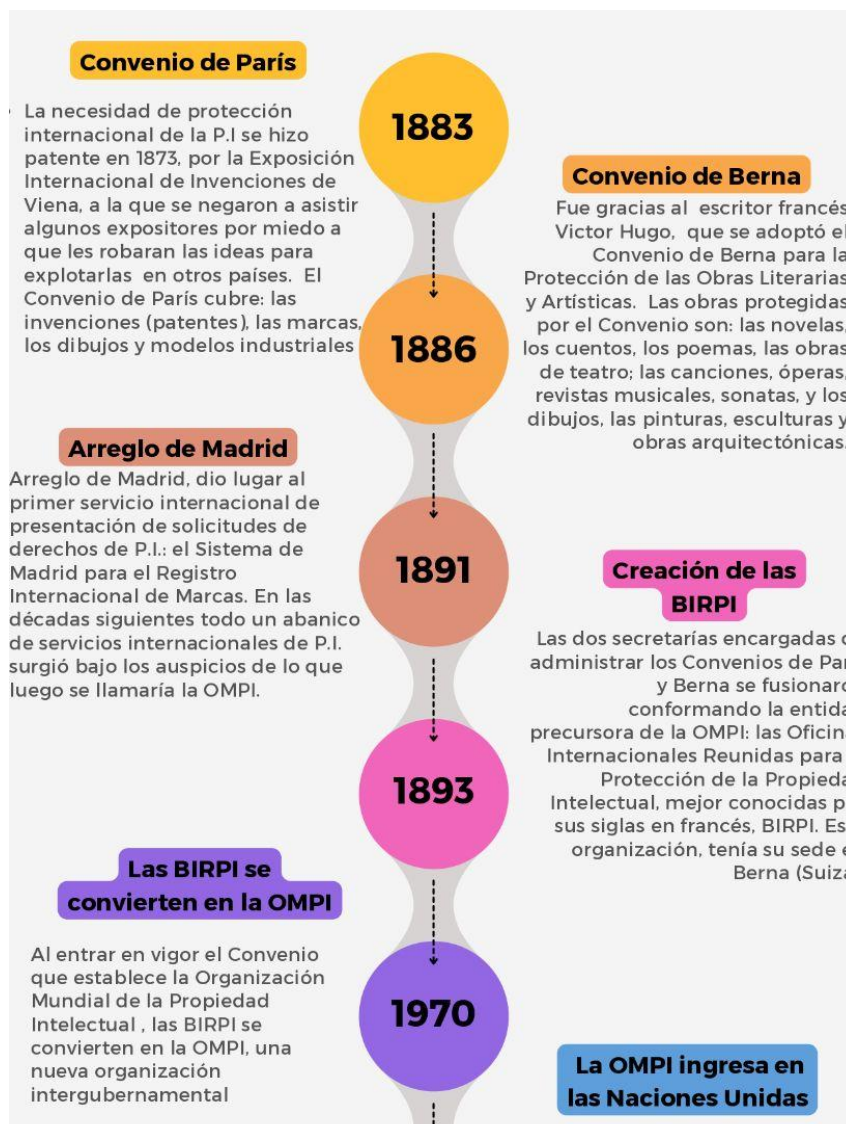 Convenio de París
La necesidad de protección
internacional de la P.I se hizo
patente en 1873, por la Exposición
Internacional de Invenciones de
Viena, a la que se negaron a asistir
algunos expositores por miedo a
que les robaran las ideas para
explotarlas en otros países. El
Convenio de París cubre: las
invenciones (patentes), las marcas,
los dibujos y modelos industriales
1883
Convenio de Berna
Fue gracias al escritor francés
Victor Hugo, que se adoptó el
Convenio de Berna para la
Protección de las Obras Literarias
y Artísticas. Las obras protegidas
por el Convenio son: las novelas,
los cuentos, los poemas, las obras
de teatro; las canciones, óperas,
revistas musicales, sonatas, y los
dibujos, las pinturas, esculturas y
obras arquitectónicas.
1886
Arreglo de Madrid
Arreglo de Madrid, dio lugar al
primer servicio internacional de
presentación de solicitudes de
derechos de P.I.: el Sistema de
Madrid para el Registro
Internacional de Marcas. En las
décadas siguientes todo un abanico
de servicios internacionales de P.I.
surgió bajo los auspicios de lo que
luego se llamaría la OMPI.
1891
Creación de las
BIRPI
Las dos secretarías encargadas
administrar los Convenios de
y Berna se
conformando la
precursora de la OMPI: las
Internacionales Reunidas para
Protección de la
Intelectual, mejor conocidas
sus siglas en francés, BIRPI.
organización, tenía su sede
Berna
1893
Las BIRPI se
convierten en la OMPI
Al entrar en vigor el Convenio
que establece la Organización
Mundial de la Propiedad
Intelectual , las BIRPI se
convierten en la OMPI, una
nueva organización
intergubernamental
1970
La OMPI ingresa en
las Naciones Unidas